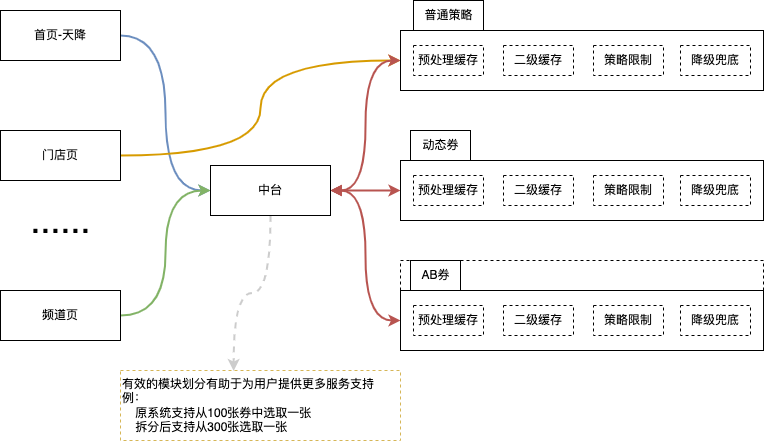 首页-天降
门店页
......
频道页
中台
普通策略
预处理缓存 二级缓存 策略限制 降级兜底
动态券
预处理缓存 二级缓存 策略限制 降级兜底
AB券
预处理缓存 二级缓存 策略限制 降级兜底
有效的模块划分有助于为用户提供更多服务支持
例：
原系统支持从100张券中选取一张
拆分后支持从300张选取一张